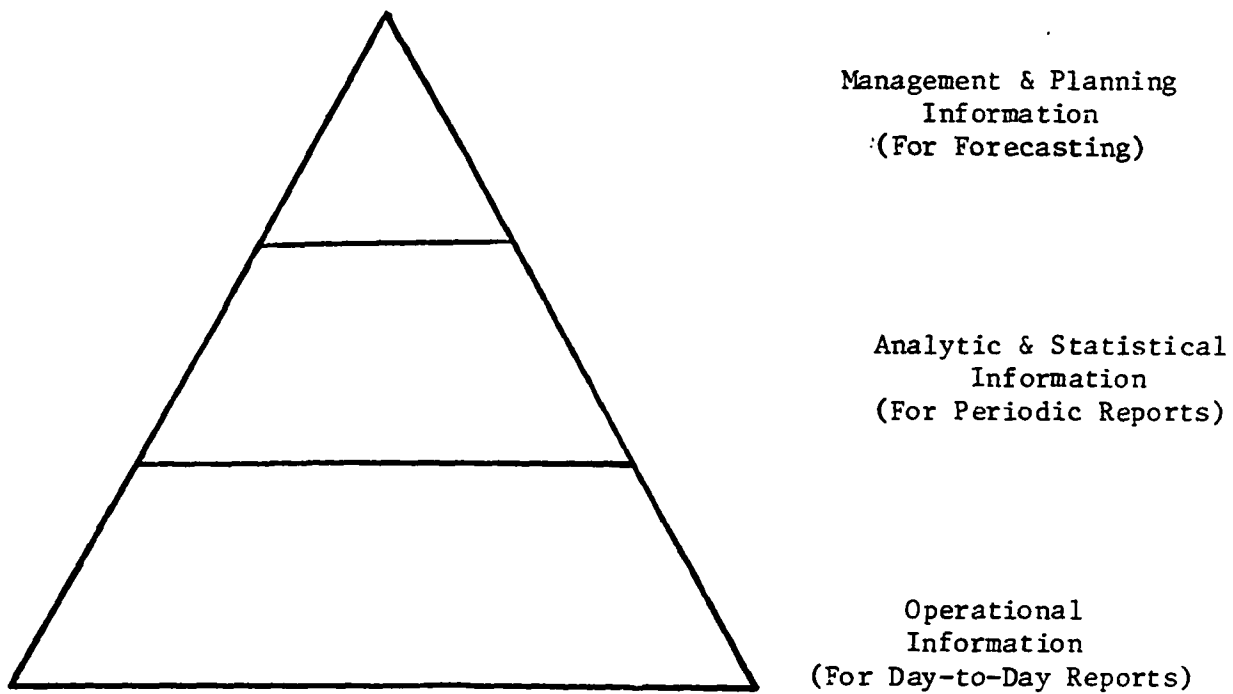 Management & Planning
Information
(For Forecasting)
Analytic & Statistical
Information
(For Periodic Reports)
Operational
Information
(For Day-to-Day Reports)